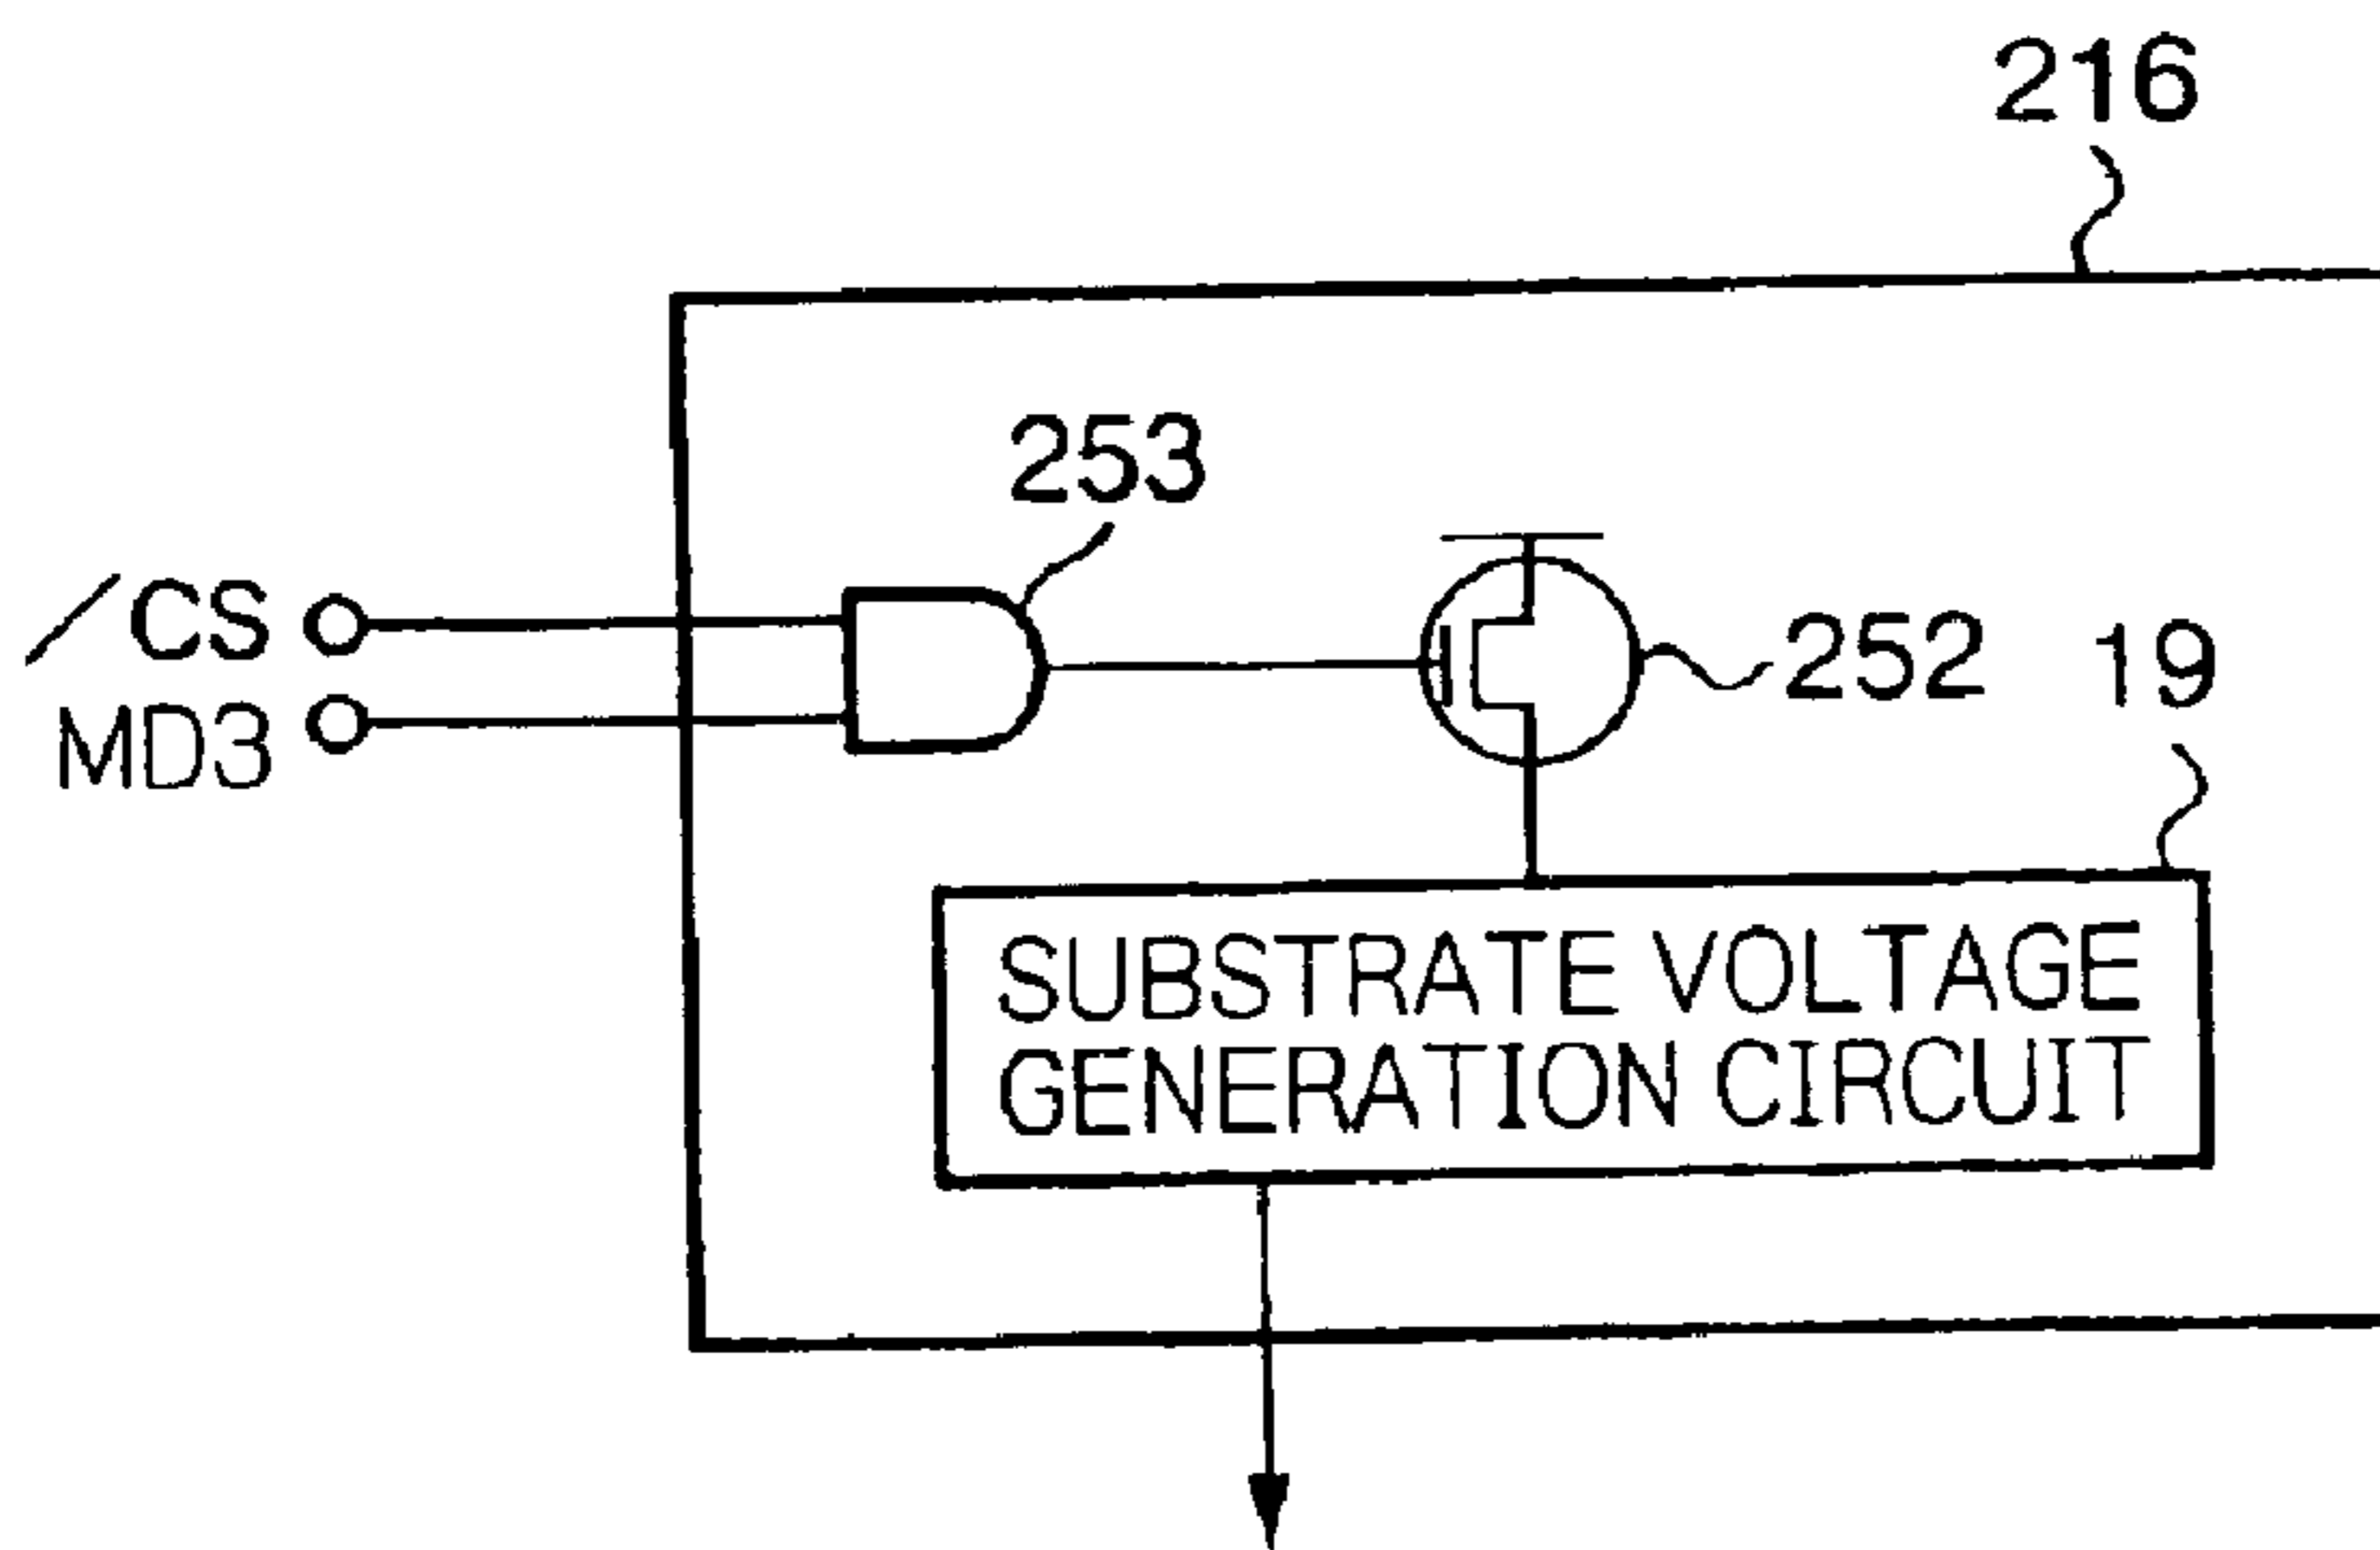 216
253
/CS
MD3
252
19
SUBSTRATE VOLTAGE
GENERATION CIRCUIT